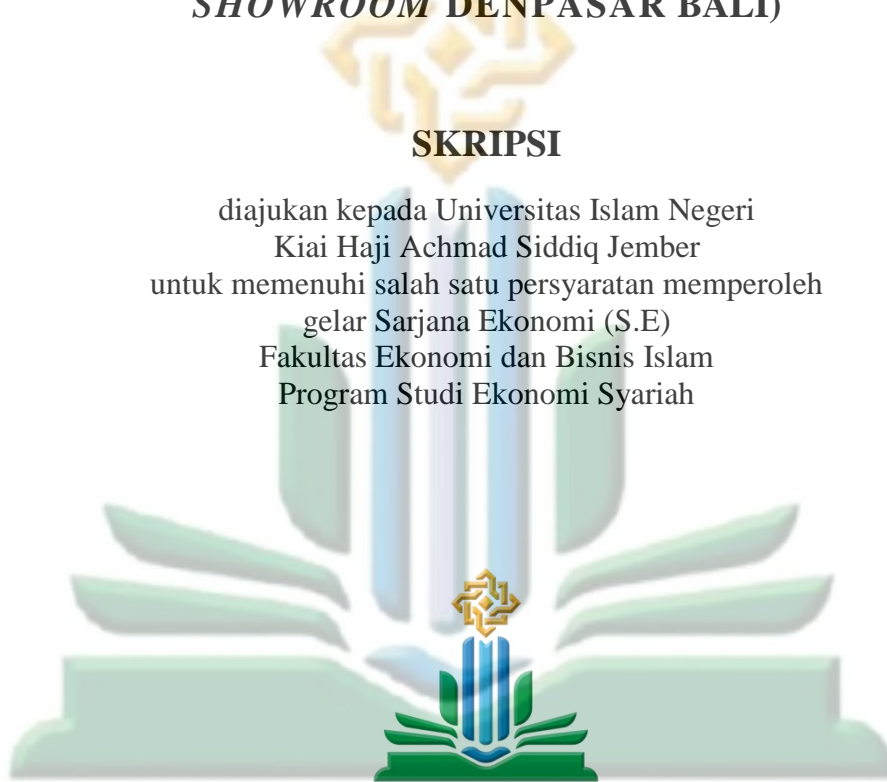 SHOWROOM DENPASAR BALI)
SKRIPSI
diajukan kepada Universitas Islam Negeri
Kiai Haji Achmad Siddiq Jember
untuk memenuhi salah satu persyaratan memperoleh
gelar Sarjana Ekonomi (S.E)
Fakultas Ekonomi dan Bisnis Islam
Program Studi Ekonomi Syariah